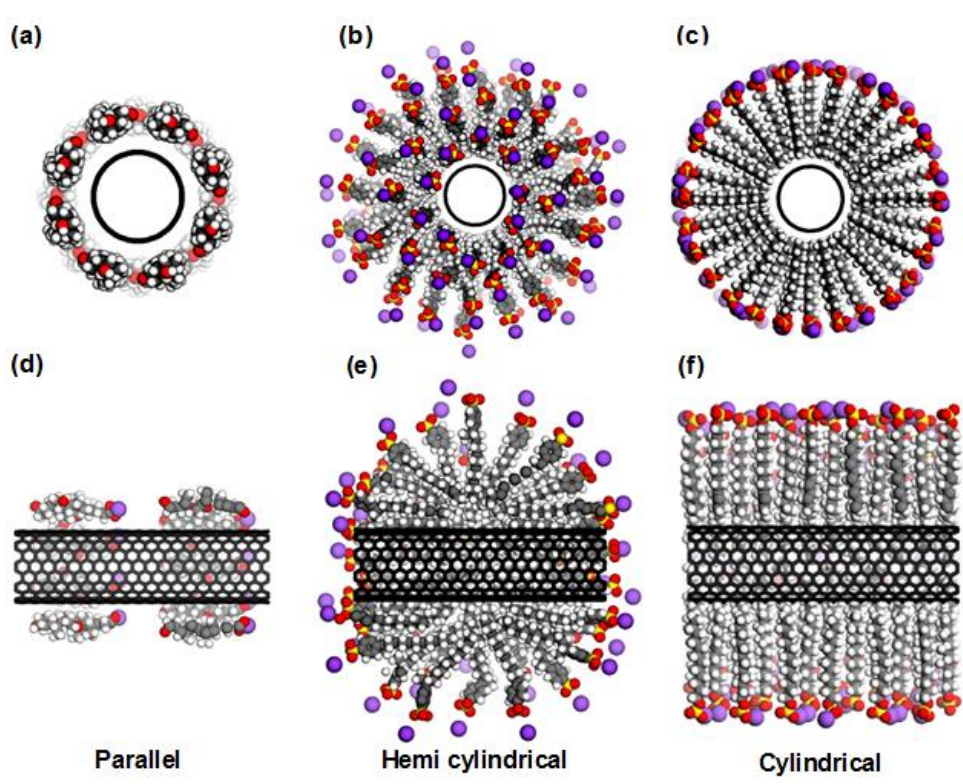 (a)
(b)
(c)
(d)
(e)
(f)
Parallel
Hemi cylindrical
Cylindrical